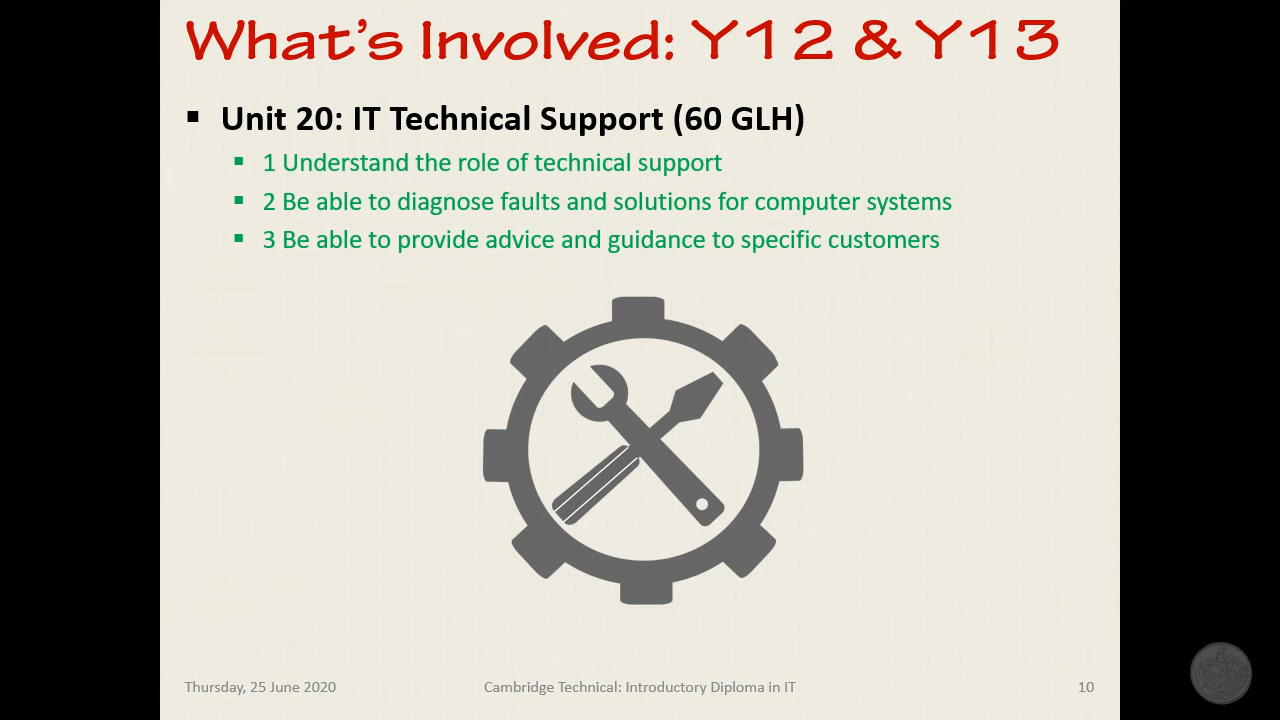 What's Involved: Y12 & Y13
▪ Unit 20: IT Technical Support (60 GLH)
▪ 1 Understand the role of technical support
▪ 2 Be able to diagnose faults and solutions for computer systems
▪ 3 Be able to provide advice and guidance to specific customers
Thursday, 25 June 2020
Cambridge Technical: Introductory Diploma in IT
10